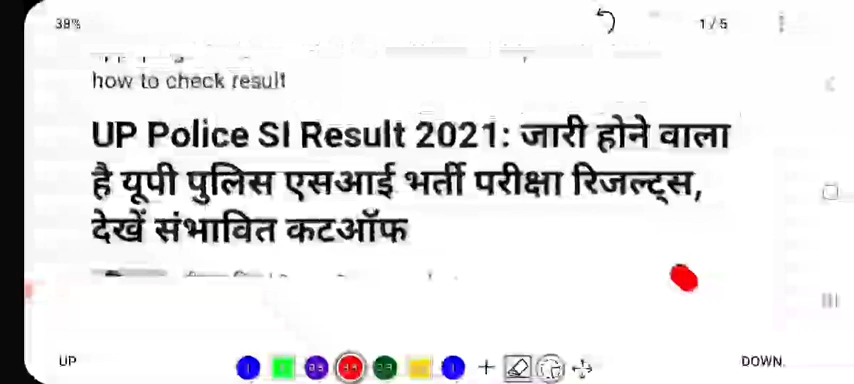 38%
1/5
how to check result
UP Police SI Result 2021: जारी होने वाला
है यूपी पुलिस एसआई भर्ती परीक्षा रिजल्ट्स,
देखें संभावित कटऑफ
UP
DOWN.